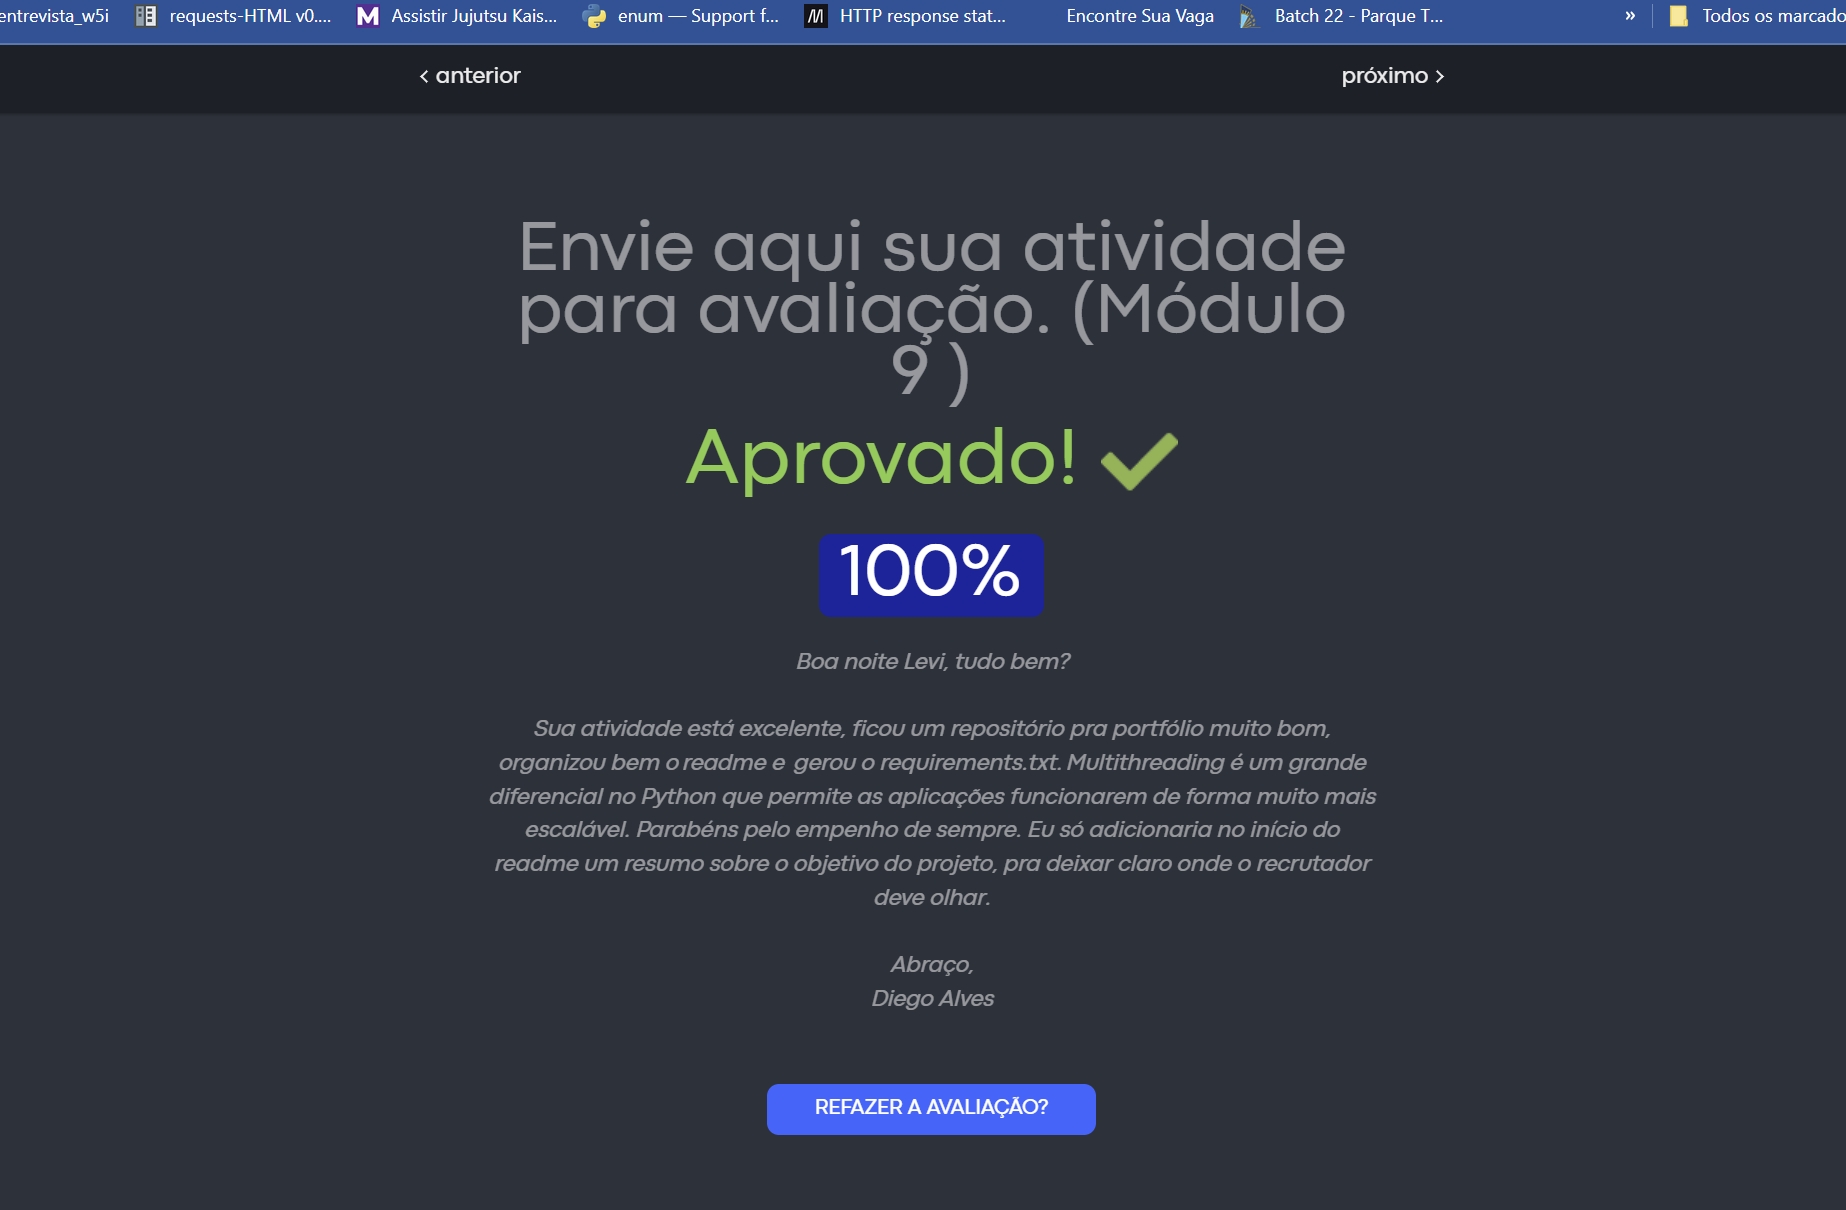 entrevista_w5i requests-HTML v0.... Assistir Jujutsu Kais... enum — Support f... HTTP response stat... Encontre Sua Vaga Batch 22 - Parque T... » Todos os marcado
‹ anterior próximo ›
Envie aqui sua atividade
para avaliação. (Módulo
9 )
Aprovado! ✔
100%
Boa noite Levi, tudo bem?
Sua atividade está excelente, ficou um repositório pra portfólio muito bom,
organizou bem o readme e gerou o requirements.txt. Multithreading é um grande
diferencial no Python que permite as aplicações funcionarem de forma muito mais
escalável. Parabéns pelo empenho de sempre. Eu só adicionaria no início do
readme um resumo sobre o objetivo do projeto, pra deixar claro onde o recrutador
deve olhar.
Abraço,
Diego Alves
REFAZER A AVALIAÇÃO?